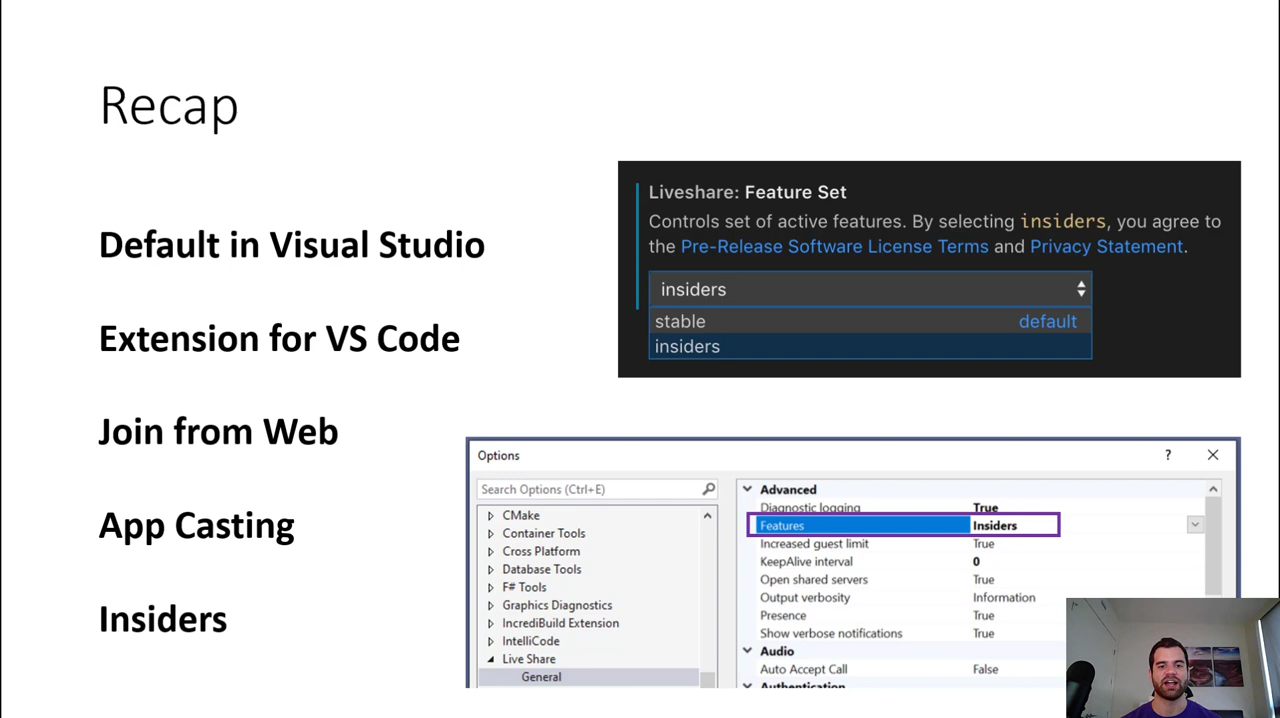 Recap
Default in Visual Studio
Extension for VS Code
Join from Web
App Casting
Insiders
Liveshare: Feature Set
Controls set of active features. By selecting insiders, you agree to
the Pre-Release Software License Terms and Privacy Statement.
insiders
stable default
insiders
Options ?
Search Options (Ctrl+E)
CMake
Container Tools
Cross Platform
Database Tools
F# Tools
Graphics Diagnostics
IncrediBuild Extension
IntelliCode
Live Share
General
Advanced
Diagnostic logging True
Features Insiders
Increased guest limit True
KeepAlive interval 0
Open shared servers True
Output verbosity Information
Presence True
Show verbose notifications True
Audio
Auto Accept Call False
Authentication